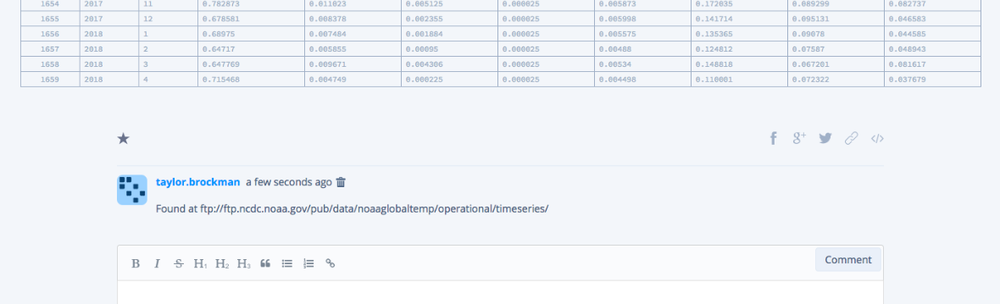 1654 2017 11 0.782873 0.011023 0.005125 0.000025 0.005873 0.172035 0.089299 0.082737
1655 2017 12 0.678581 0.008378 0.002355 0.000025 0.005998 0.141714 0.095131 0.046583
1656 2018 1 0.68975 0.007484 0.001884 0.000025 0.005575 0.135365 0.09078 0.044585
1657 2018 2 0.64717 0.005855 0.00095 0.000025 0.00488 0.124812 0.07587 0.048943
1658 2018 3 0.647769 0.009671 0.004306 0.000025 0.00534 0.148818 0.067201 0.081617
1659 2018 4 0.715468 0.004749 0.000225 0.000025 0.004498 0.110001 0.072322 0.037679
taylor.brockman a few seconds ago
Found at ftp://ftp.ncdc.noaa.gov/pub/data/noaaglobaltemp/operational/timeseries/
B I S H1 H2 H3 Comment